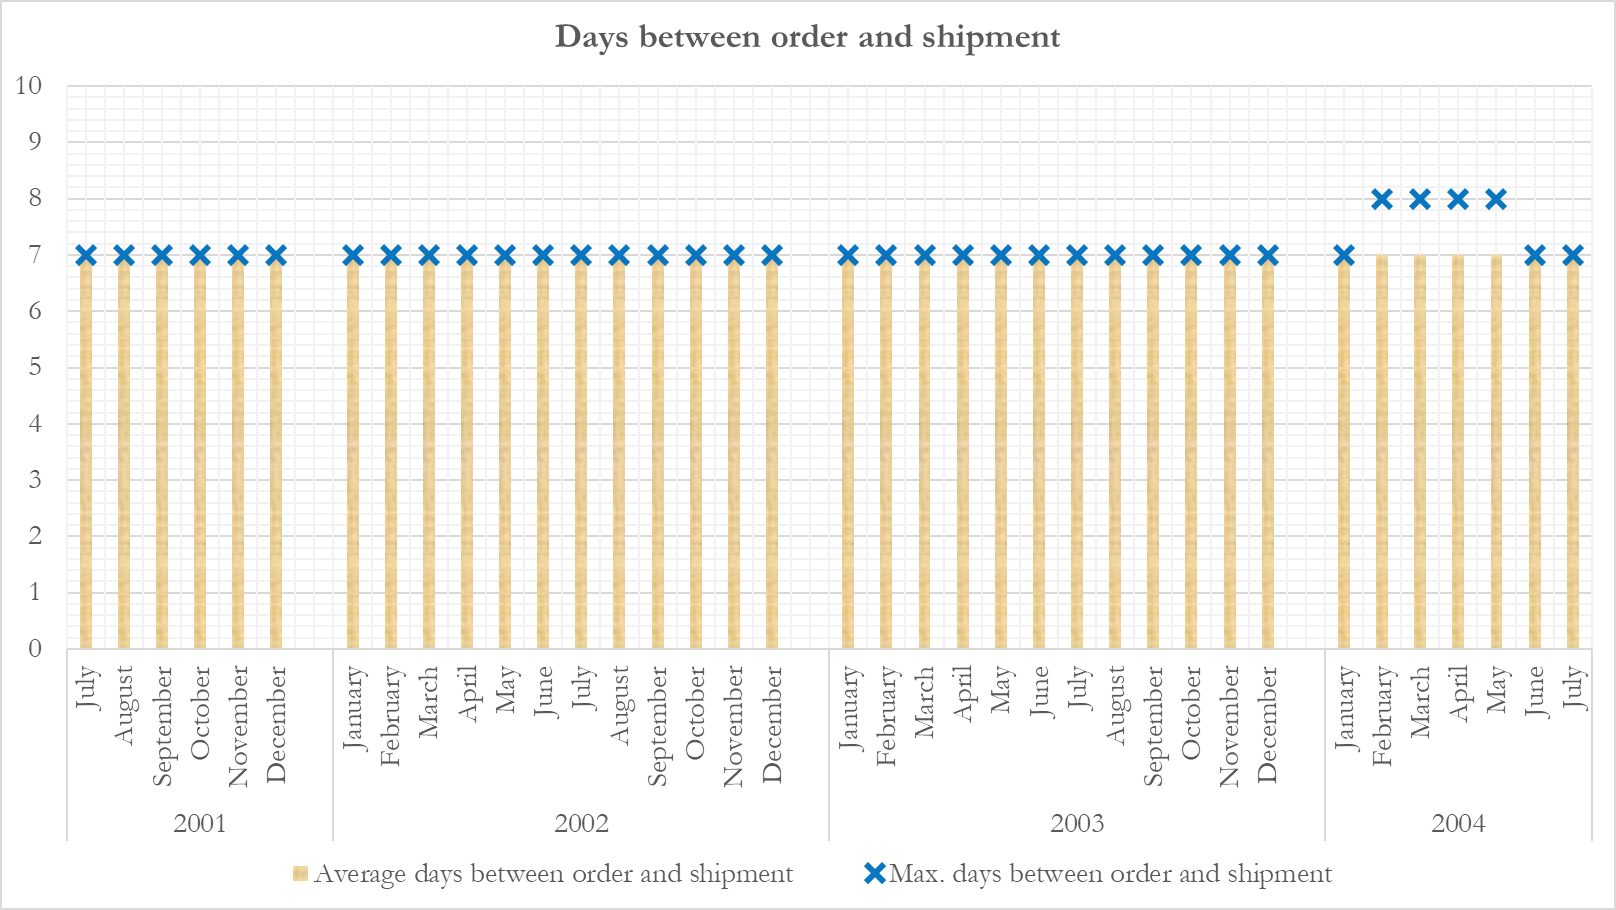 Days between order and shipment
10
9
8
7
6
5
4
3
2
1
0
July August September October November December January February March April May June July August September October November December January February March April May June July August September October November December January February March April May June July
2001 2002 2003 2004
Average days between order and shipment Max. days between order and shipment